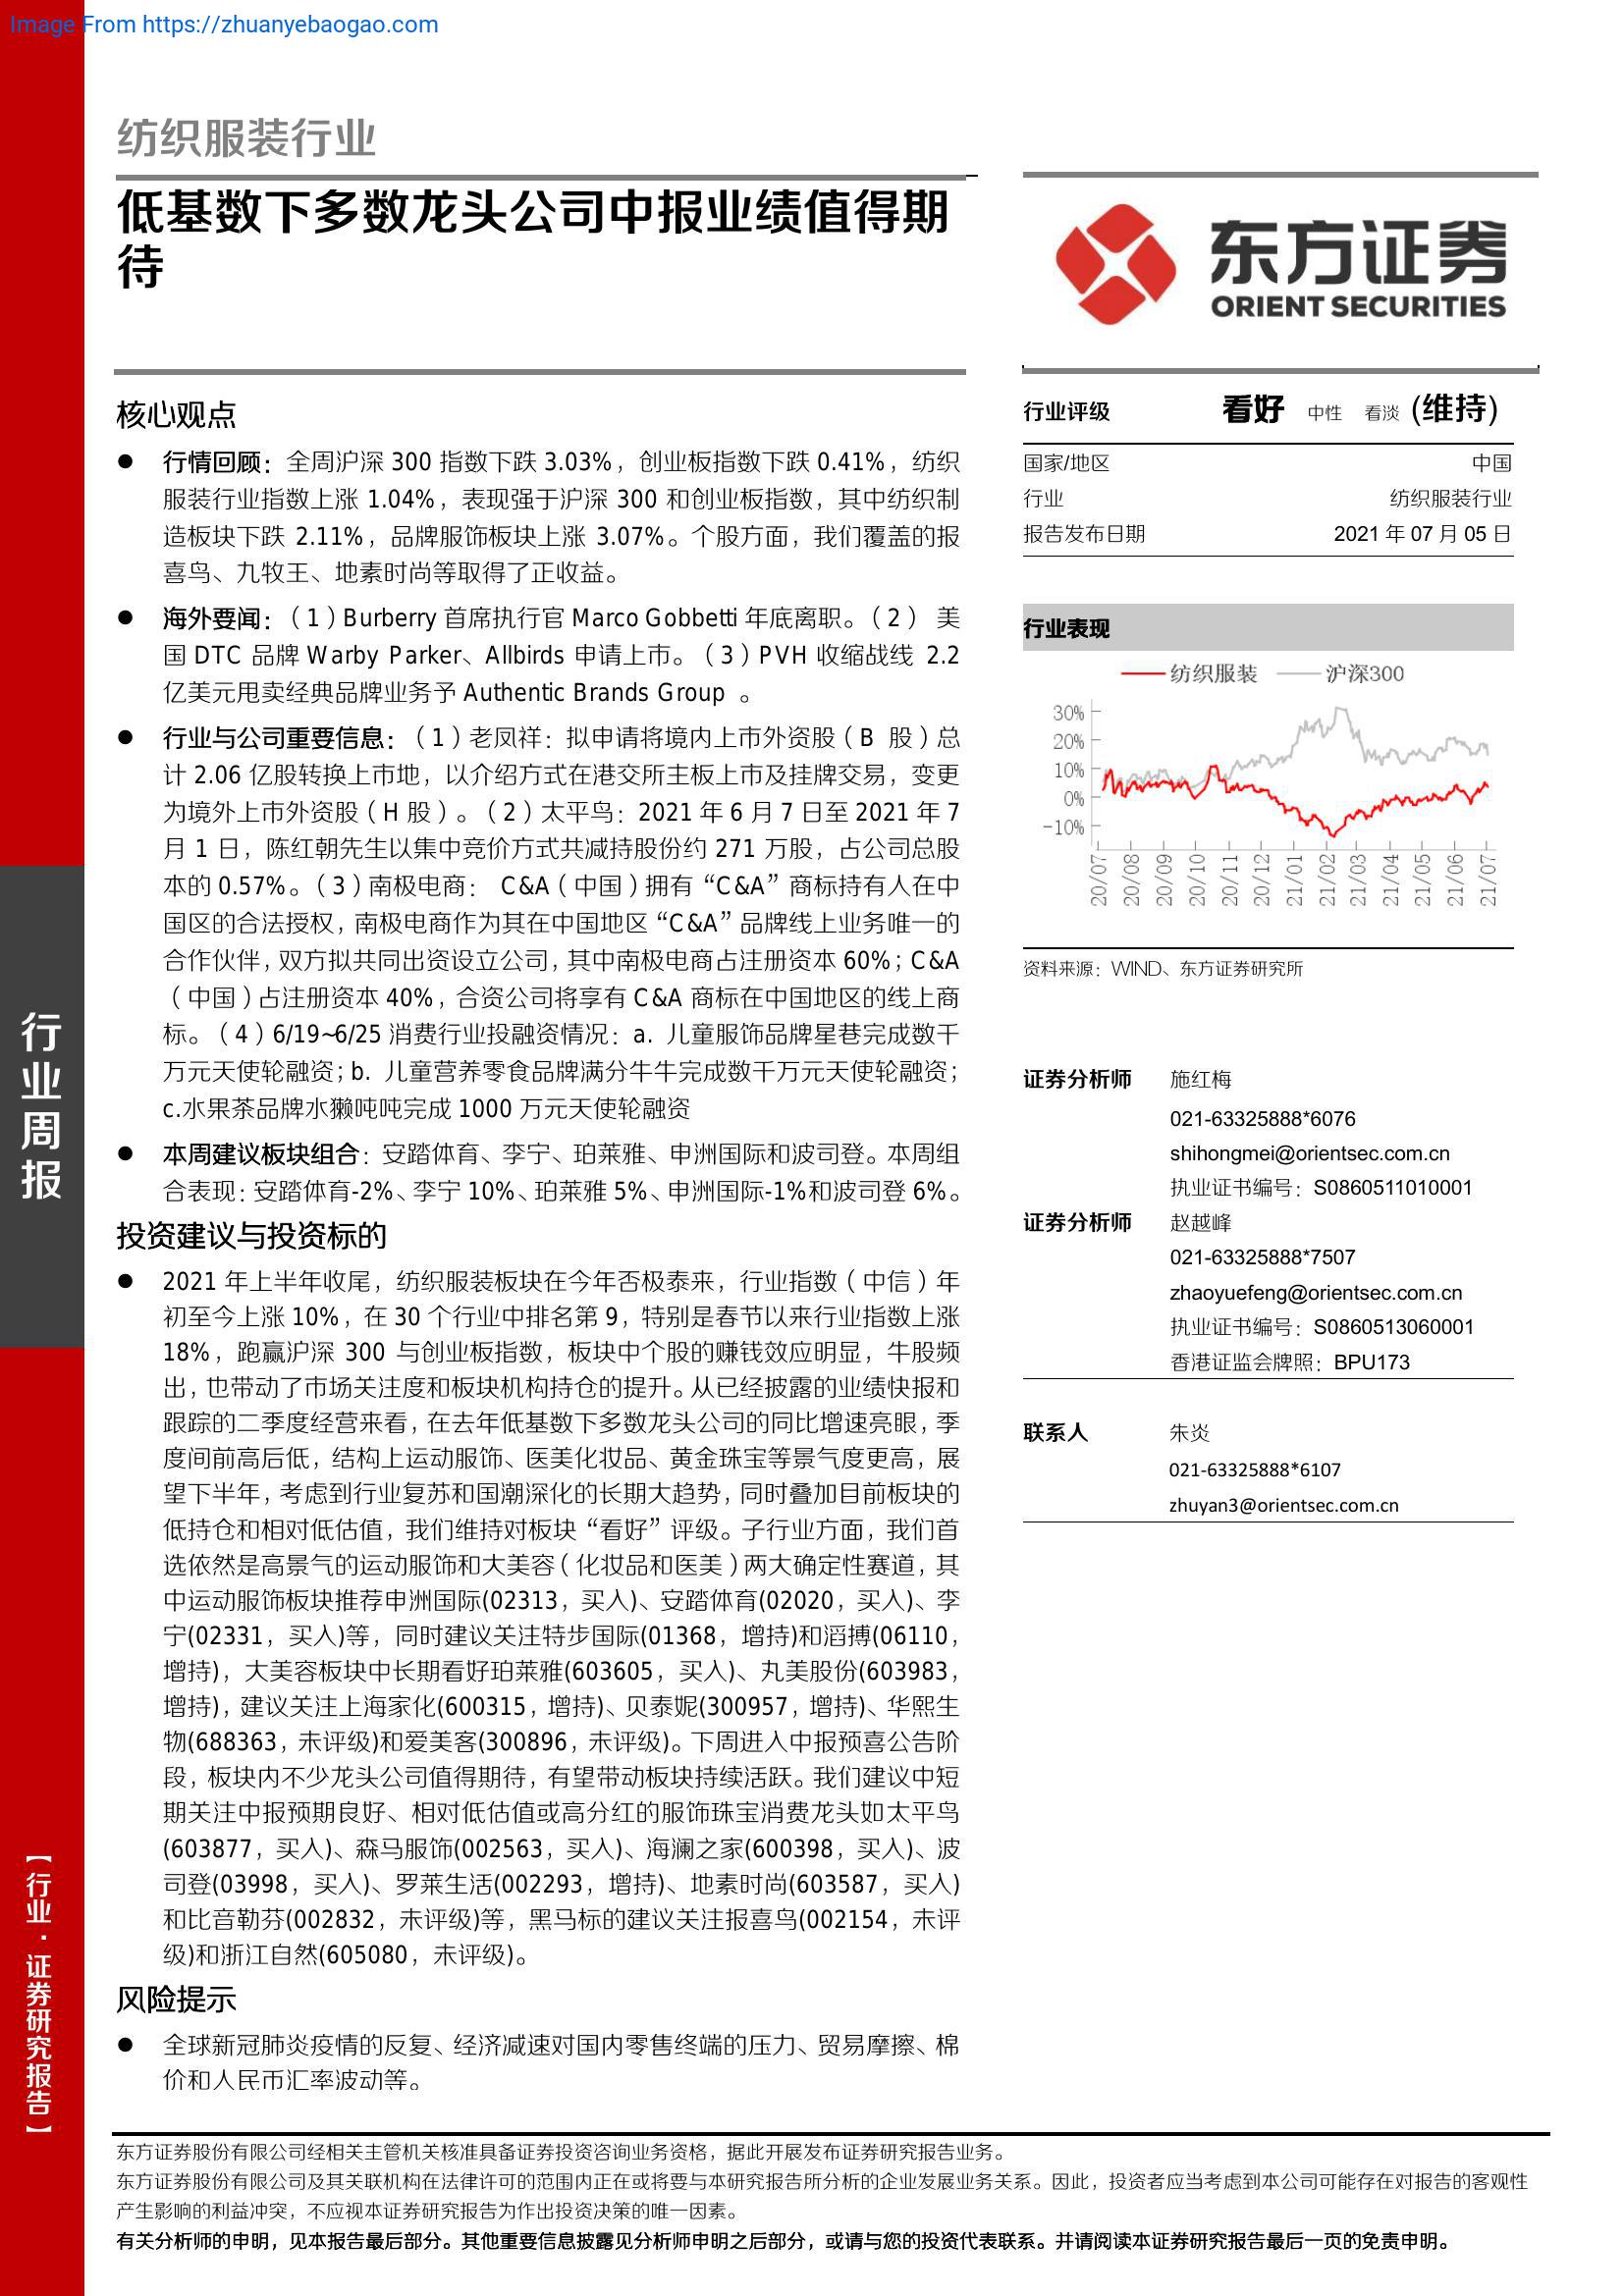 Image From https://zhuanyebaogao.com
纺织服装行业
低基数下多数龙头公司中报业绩值得期
待
东方证券
ORIENT SECURITIES
核心观点
● 行情回顾：全周沪深 300 指数下跌 3.03%，创业板指数下跌 0.41%，纺织
服装行业指数上涨 1.04%，表现强于沪深 300 和创业板指数，其中纺织制
造板块下跌 2.11%，品牌服饰板块上涨 3.07%。个股方面，我们覆盖的报
喜鸟、九牧王、地素时尚等取得了正收益。
● 海外要闻：（1）Burberry 首席执行官 Marco Gobbetti 年底离职。（2） 美
国 DTC 品牌 Warby Parker、Allbirds 申请上市。（3）PVH 收缩战线 2.2
亿美元甩卖经典品牌业务予 Authentic Brands Group 。
● 行业与公司重要信息：（1）老凤祥：拟申请将境内上市外资股（B 股）总
计 2.06 亿股转换上市地，以介绍方式在港交所主板上市及挂牌交易，变更
为境外上市外资股（H 股）。（2）太平鸟：2021 年 6 月 7 日至 2021 年 7
月 1 日，陈红朝先生以集中竞价方式共减持股份约 271 万股，占公司总股
本的 0.57%。（3）南极电商： C&A（中国）拥有“C&A”商标持有人在中
国区的合法授权，南极电商作为其在中国地区“C&A”品牌线上业务唯一的
合作伙伴，双方拟共同出资设立公司，其中南极电商占注册资本 60%；C&A
（中国）占注册资本 40%，合资公司将享有 C&A 商标在中国地区的线上商
标。（4）6/19~6/25 消费行业投融资情况：a. 儿童服饰品牌星巷完成数千
万元天使轮融资；b. 儿童营养零食品牌满分牛牛完成数千万元天使轮融资；
c.水果茶品牌水獭吨吨完成 1000 万元天使轮融资
● 本周建议板块组合：安踏体育、李宁、珀莱雅、申洲国际和波司登。本周组
合表现：安踏体育-2%、李宁 10%、珀莱雅 5%、申洲国际-1%和波司登 6%。
投资建议与投资标的
● 2021 年上半年收尾，纺织服装板块在今年否极泰来，行业指数（中信）年
初至今上涨 10%，在 30 个行业中排名第 9，特别是春节以来行业指数上涨
18%，跑赢沪深 300 与创业板指数，板块中个股的赚钱效应明显，牛股频
出，也带动了市场关注度和板块机构持仓的提升。从已经披露的业绩快报和
跟踪的二季度经营来看，在去年低基数下多数龙头公司的同比增速亮眼，季
度间前高后低，结构上运动服饰、医美化妆品、黄金珠宝等景气度更高，展
望下半年，考虑到行业复苏和国潮深化的长期大趋势，同时叠加目前板块的
低持仓和相对低估值，我们维持对板块“看好”评级。子行业方面，我们首
选依然是高景气的运动服饰和大美容（化妆品和医美）两大确定性赛道，其
中运动服饰板块推荐申洲国际(02313，买入)、安踏体育(02020，买入)、李
宁(02331，买入)等，同时建议关注特步国际(01368，增持)和滔搏(06110，
增持)，大美容板块中长期看好珀莱雅(603605，买入)、丸美股份(603983，
增持)，建议关注上海家化(600315，增持)、贝泰妮(300957，增持)、华熙生
物(688363，未评级)和爱美客(300896，未评级)。下周进入中报预喜公告阶
段，板块内不少龙头公司值得期待，有望带动板块持续活跃。我们建议中短
期关注中报预期良好、相对低估值或高分红的服饰珠宝消费龙头如太平鸟
(603877，买入)、森马服饰(002563，买入)、海澜之家(600398，买入)、波
司登(03998，买入)、罗莱生活(002293，增持)、地素时尚(603587，买入)
和比音勒芬(002832，未评级)等，黑马标的建议关注报喜鸟(002154，未评
级)和浙江自然(605080，未评级)。
风险提示
● 全球新冠肺炎疫情的反复、经济减速对国内零售终端的压力、贸易摩擦、棉
价和人民币汇率波动等。
行业评级 看好 中性 看淡 (维持)
国家/地区 中国
行业 纺织服装行业
报告发布日期 2021 年 07 月 05 日
行业表现
纺织服装 沪深300
30%
20%
10%
0%
-10%
20/07 20/08 20/09 20/10 20/11 20/12 21/01 21/02 21/03 21/04 21/05 21/06 21/07
资料来源：WIND、东方证券研究所
证券分析师 施红梅
021-63325888*6076
shihongmei@orientsec.com.cn
执业证书编号：S0860511010001
证券分析师 赵越峰
021-63325888*7507
zhaoyuefeng@orientsec.com.cn
执业证书编号：S0860513060001
香港证监会牌照：BPU173
联系人 朱炎
021-63325888*6107
zhuyan3@orientsec.com.cn
行业周报
【行业·证券研究报告】
东方证券股份有限公司经相关主管机关核准具备证券投资咨询业务资格，据此开展发布证券研究报告业务。
东方证券股份有限公司及其关联机构在法律许可的范围内正在或将要与本研究报告所分析的企业发展业务关系。因此，投资者应当考虑到本公司可能存在对报告的客观性
产生影响的利益冲突，不应视本证券研究报告为作出投资决策的唯一因素。
有关分析师的申明，见本报告最后部分。其他重要信息披露见分析师申明之后部分，或请与您的投资代表联系。并请阅读本证券研究报告最后一页的免责申明。